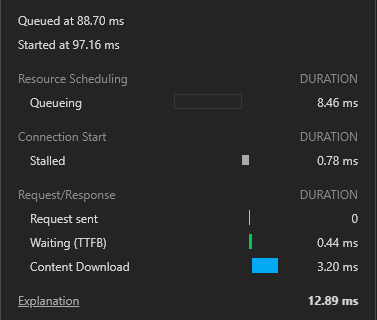 Queued at 88.70 ms
Started at 97.16 ms
Resource Scheduling DURATION
Queueing 8.46 ms
Connection Start DURATION
Stalled 0.78 ms
Request/Response DURATION
Request sent 0
Waiting (TTFB) 0.44 ms
Content Download 3.20 ms
Explanation 12.89 ms